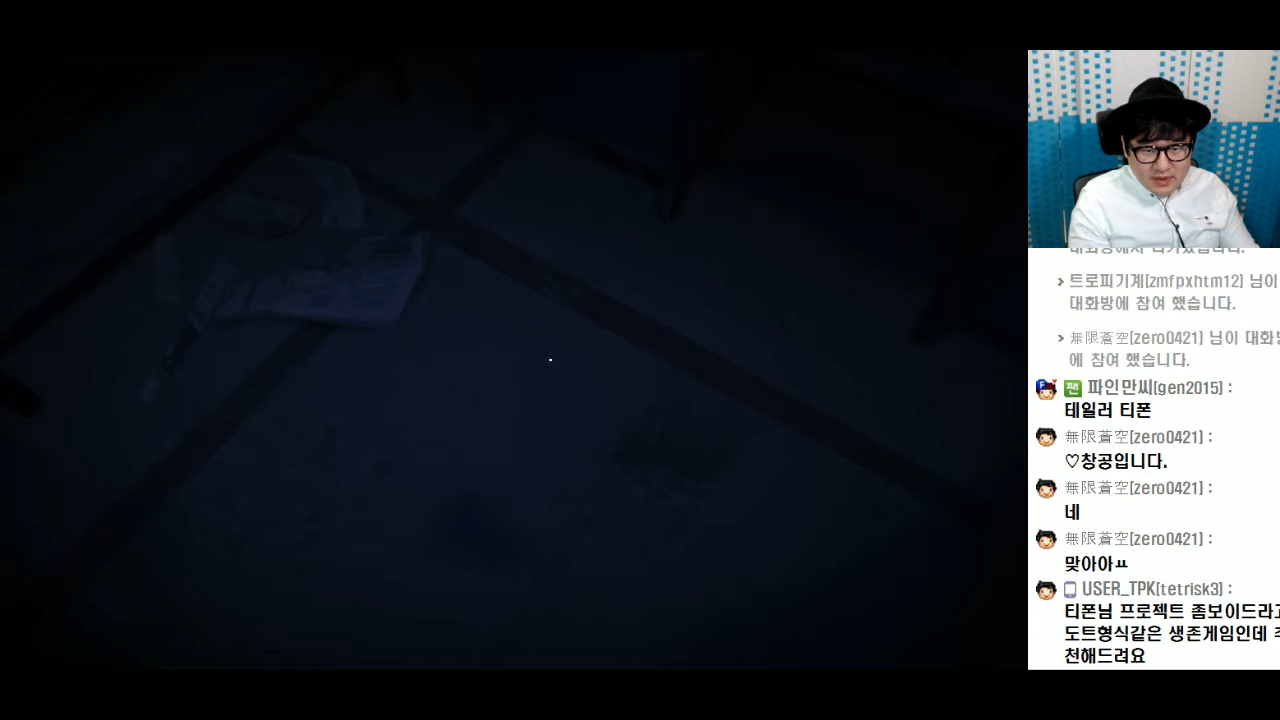 트로피기계[zmfpxhtm12] 님이
대화방에 참여 했습니다.
無限蒼空[zero0421] 님이 대화
에 참여 했습니다.
팬 파인만씨[gen2015] :
테일러 티폰
無限蒼空[zero0421] :
♡창공입니다.
無限蒼空[zero0421] :
네
無限蒼空[zero0421] :
맞아아ㅛ
USER_TPK[tetrisk3] :
티폰님 프로젝트 좀보이드라고
도트형식같은 생존게임인데
천해드려요